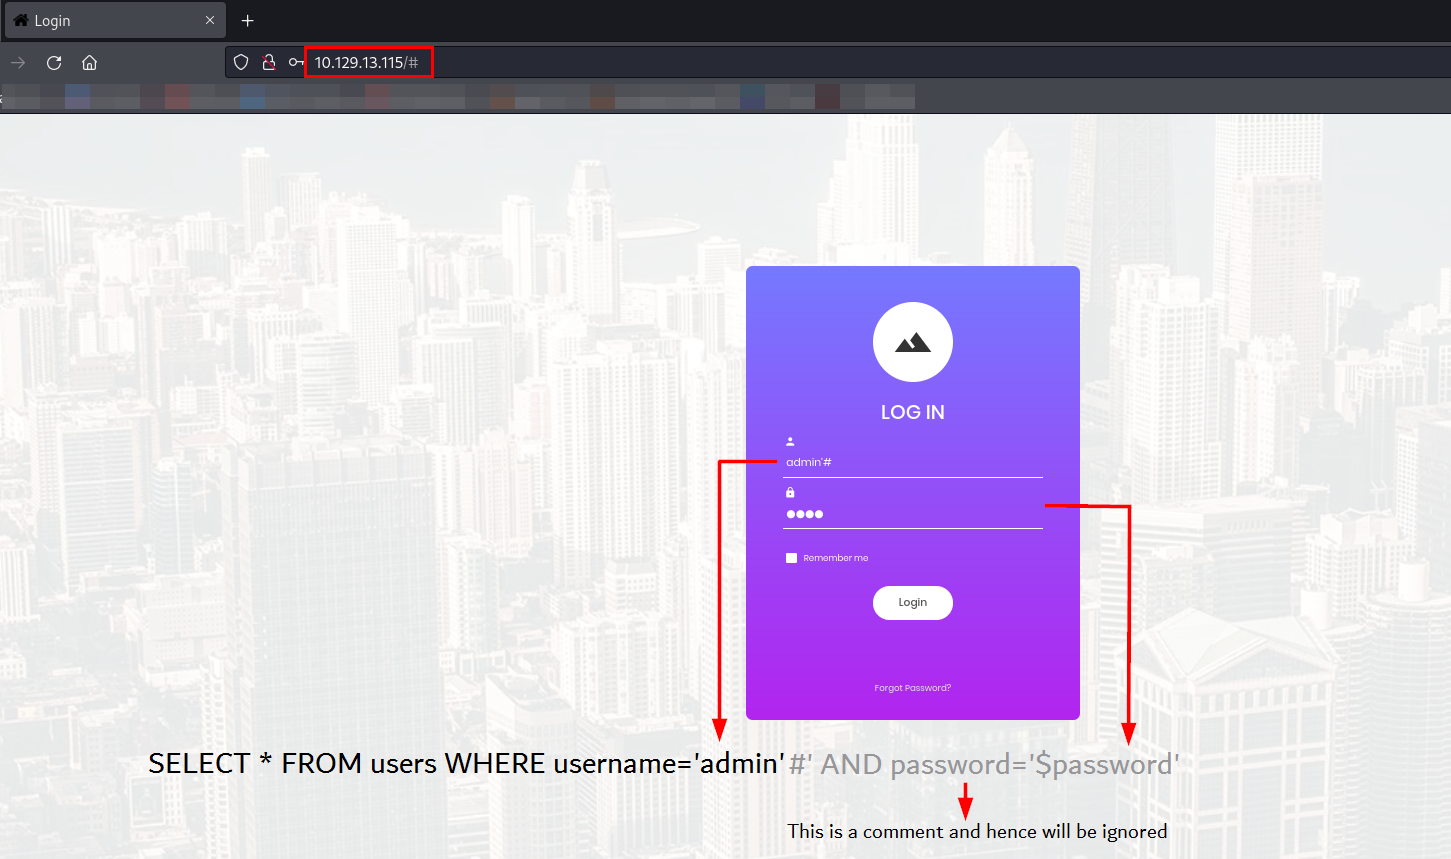 Login
10.129.13.115/#
LOG IN
admin'#
Remember me
Login
Forgot Password?
SELECT * FROM users WHERE username='admin'#' AND password='$password'
This is a comment and hence will be ignored